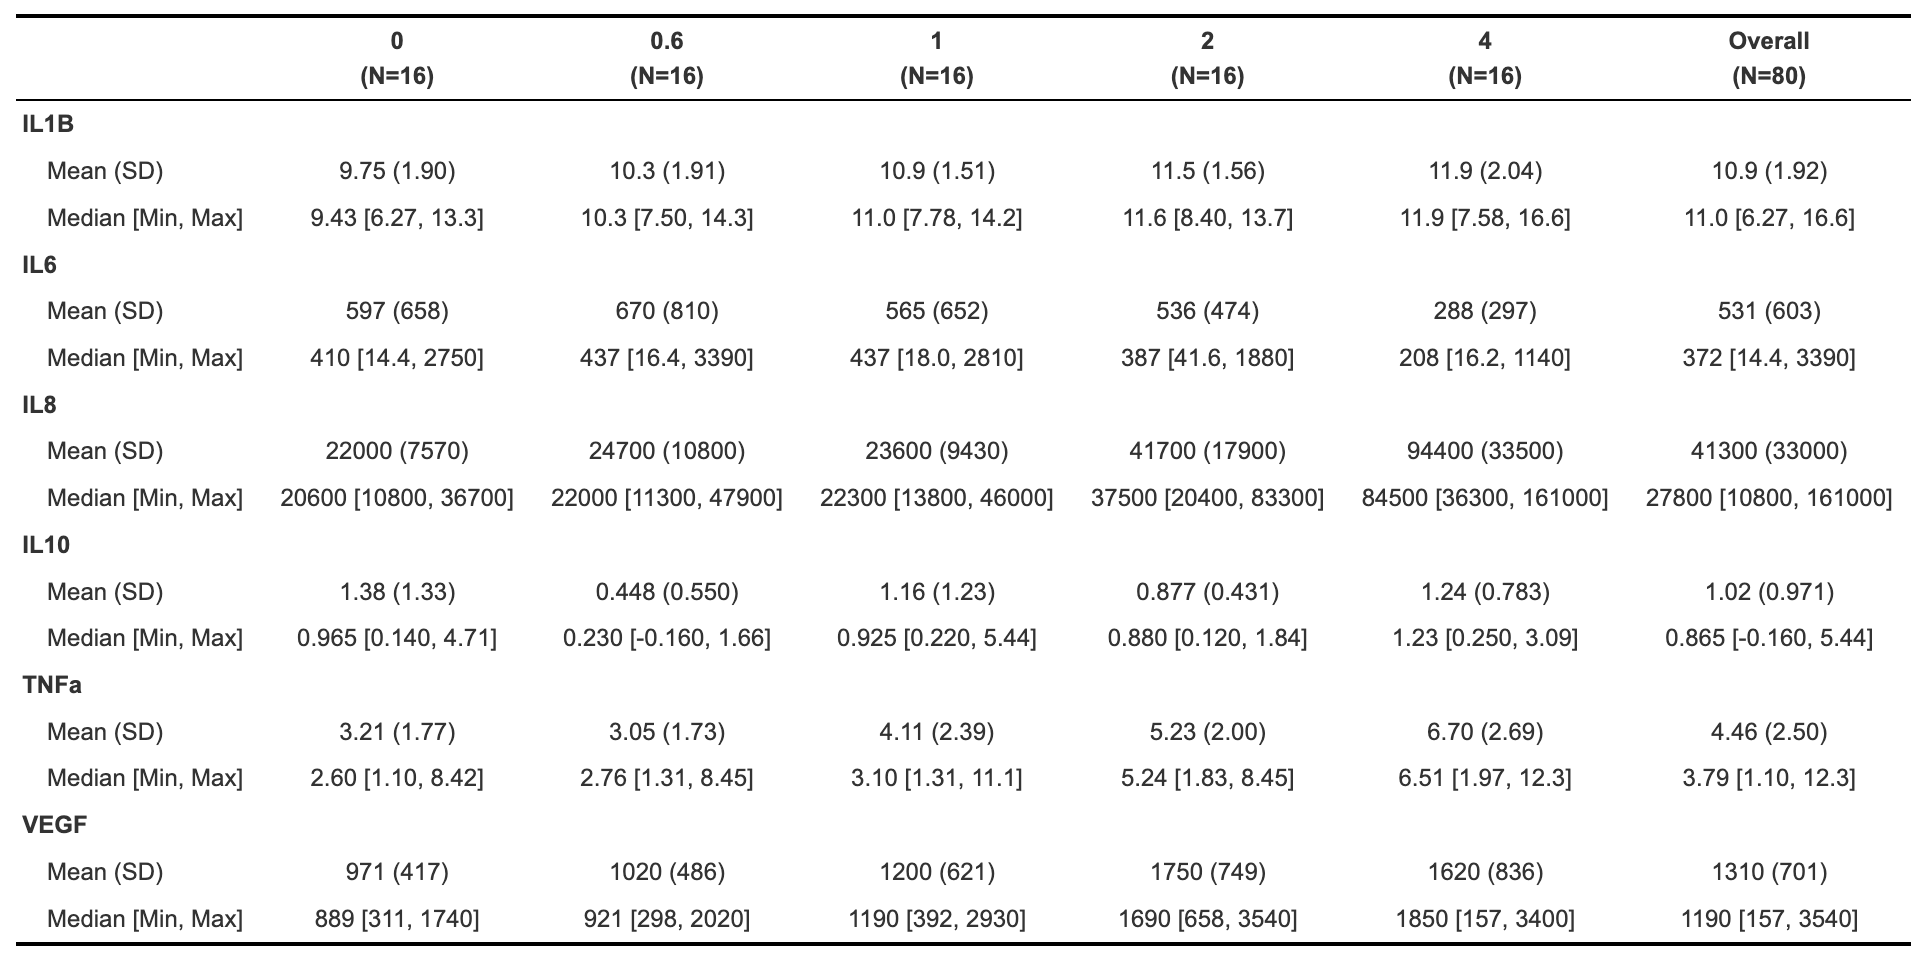 0 0.6 1 2 4 Overall
(N=16) (N=16) (N=16) (N=16) (N=16) (N=80)
IL1B
Mean (SD) 9.75 (1.90) 10.3 (1.91) 10.9 (1.51) 11.5 (1.56) 11.9 (2.04) 10.9 (1.92)
Median [Min, Max] 9.43 [6.27, 13.3] 10.3 [7.50, 14.3] 11.0 [7.78, 14.2] 11.6 [8.40, 13.7] 11.9 [7.58, 16.6] 11.0 [6.27, 16.6]
IL6
Mean (SD) 597 (658) 670 (810) 565 (652) 536 (474) 288 (297) 531 (603)
Median [Min, Max] 410 [14.4, 2750] 437 [16.4, 3390] 437 [18.0, 2810] 387 [41.6, 1880] 208 [16.2, 1140] 372 [14.4, 3390]
IL8
Mean (SD) 22000 (7570) 24700 (10800) 23600 (9430) 41700 (17900) 94400 (33500) 41300 (33000)
Median [Min, Max] 20600 [10800, 36700] 22000 [11300, 47900] 22300 [13800, 46000] 37500 [20400, 83300] 84500 [36300, 161000] 27800 [10800, 161000]
IL10
Mean (SD) 1.38 (1.33) 0.448 (0.550) 1.16 (1.23) 0.877 (0.431) 1.24 (0.783) 1.02 (0.971)
Median [Min, Max] 0.965 [0.140, 4.71] 0.230 [-0.160, 1.66] 0.925 [0.220, 5.44] 0.880 [0.120, 1.84] 1.23 [0.250, 3.09] 0.865 [-0.160, 5.44]
TNFa
Mean (SD) 3.21 (1.77) 3.05 (1.73) 4.11 (2.39) 5.23 (2.00) 6.70 (2.69) 4.46 (2.50)
Median [Min, Max] 2.60 [1.10, 8.42] 2.76 [1.31, 8.45] 3.10 [1.31, 11.1] 5.24 [1.83, 8.45] 6.51 [1.97, 12.3] 3.79 [1.10, 12.3]
VEGF
Mean (SD) 971 (417) 1020 (486) 1200 (621) 1750 (749) 1620 (836) 1310 (701)
Median [Min, Max] 889 [311, 1740] 921 [298, 2020] 1190 [392, 2930] 1690 [658, 3540] 1850 [157, 3400] 1190 [157, 3540]